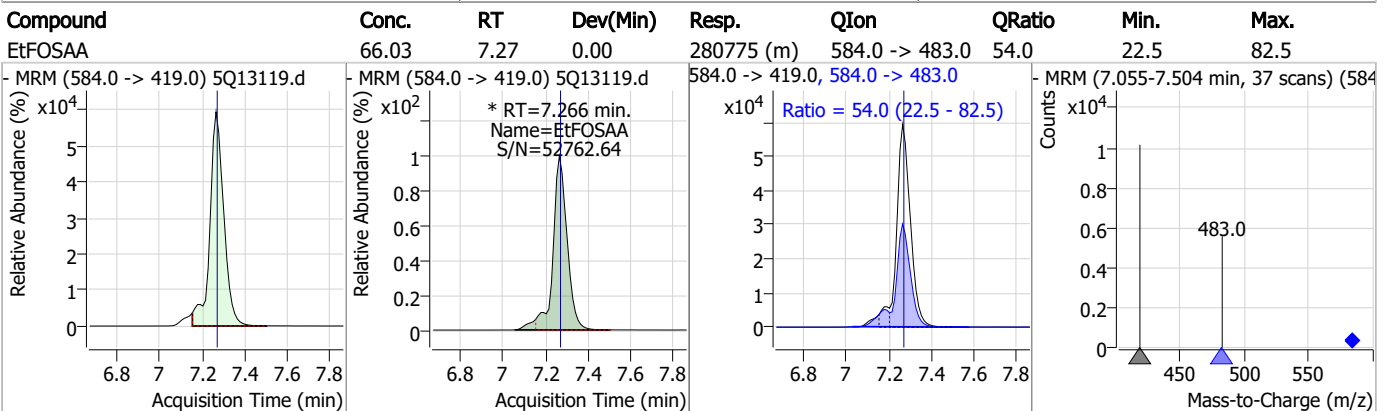 Compound Conc. RT Dev(Min) Resp. QIon QRatio Min. Max.
EtFOSAA 66.03 7.27 0.00 280775 (m) 584.0 -> 483.0 54.0 22.5 82.5
- MRM (584.0 -> 419.0) 5Q13119.d
x10⁴
Relative Abundance (%)
5
4
3
2
1
0
6.8 7 7.2 7.4 7.6 7.8
Acquisition Time (min)
- MRM (584.0 -> 419.0) 5Q13119.d
x10²
* RT=7.266 min.
Name=EtFOSAA
S/N=52762.64
Relative Abundance (%)
1
0.8
0.6
0.4
0.2
0
6.8 7 7.2 7.4 7.6 7.8
Acquisition Time (min)
584.0 -> 419.0, 584.0 -> 483.0
x10⁴
Ratio = 54.0 (22.5 - 82.5)
5
4
3
2
1
0
6.8 7 7.2 7.4 7.6 7.8
Acquisition Time (min)
- MRM (7.055-7.504 min, 37 scans) (584
x10⁴
Counts
1
0.8
0.6
0.4
0.2
0
483.0
450 500 550
Mass-to-Charge (m/z)